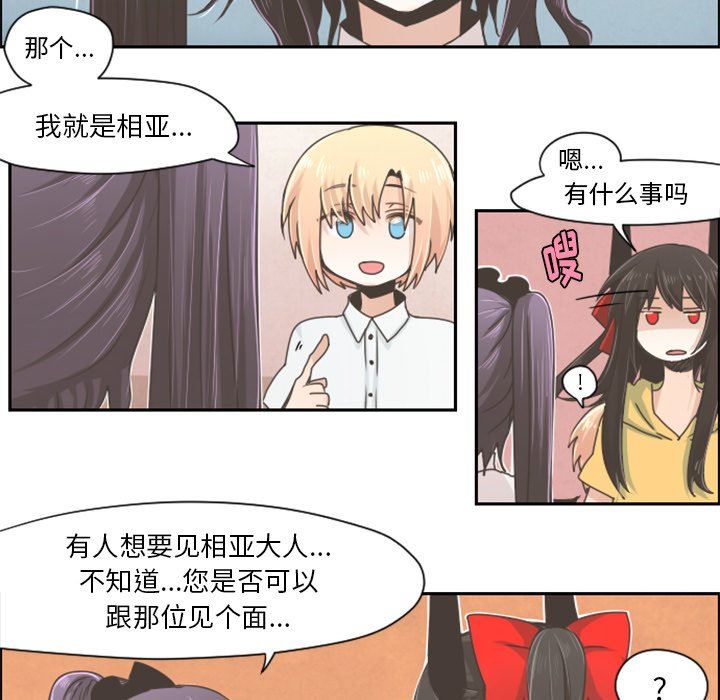 那个...
我就是相亚...
嗯...
有什么事吗
嗖
!
有人想要见相亚大人...
不知道...您是否可以
跟那位见个面...
?